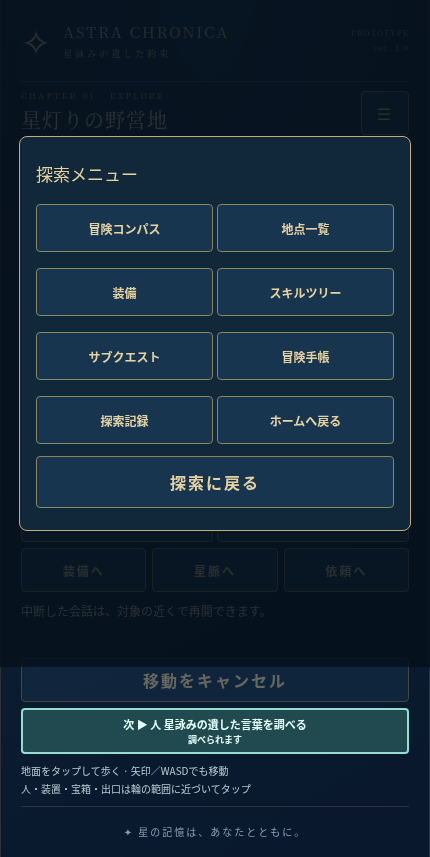 ASTRA CHRONICA
星詠みの遺した約束
PROTOTYPE
ver. 1.0
CHAPTER 01 EXPLORE
星灯りの野営地
探索メニュー
冒険コンパス
地点一覧
装備
スキルツリー
サブクエスト
冒険手帳
探索記録
ホームへ戻る
探索に戻る
装備へ
星脈へ
依頼へ
中断した会話は、対象の近くで再開できます。
移動をキャンセル
次 ▶ 人 星詠みの遺した言葉を調べる
調べられます
地面をタップして歩く · 矢印／WASDでも移動
人・装置・宝箱・出口は輪の範囲に近づいてタップ
✦ 星の記憶は、あなたとともに。